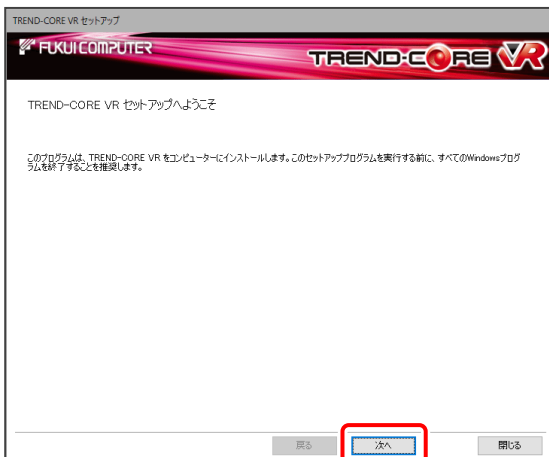 TREND-CORE VR セットアップ
FUKUI COMPUTER
TREND-CORE VR
TREND-CORE VR セットアップへようこそ
このプログラムは、TREND-CORE VR をコンピューターにインストールします。このセットアッププログラムを実行する前に、すべてのWindowsプログ
ラムを終了することを推奨します。
戻る 次へ 閉じる